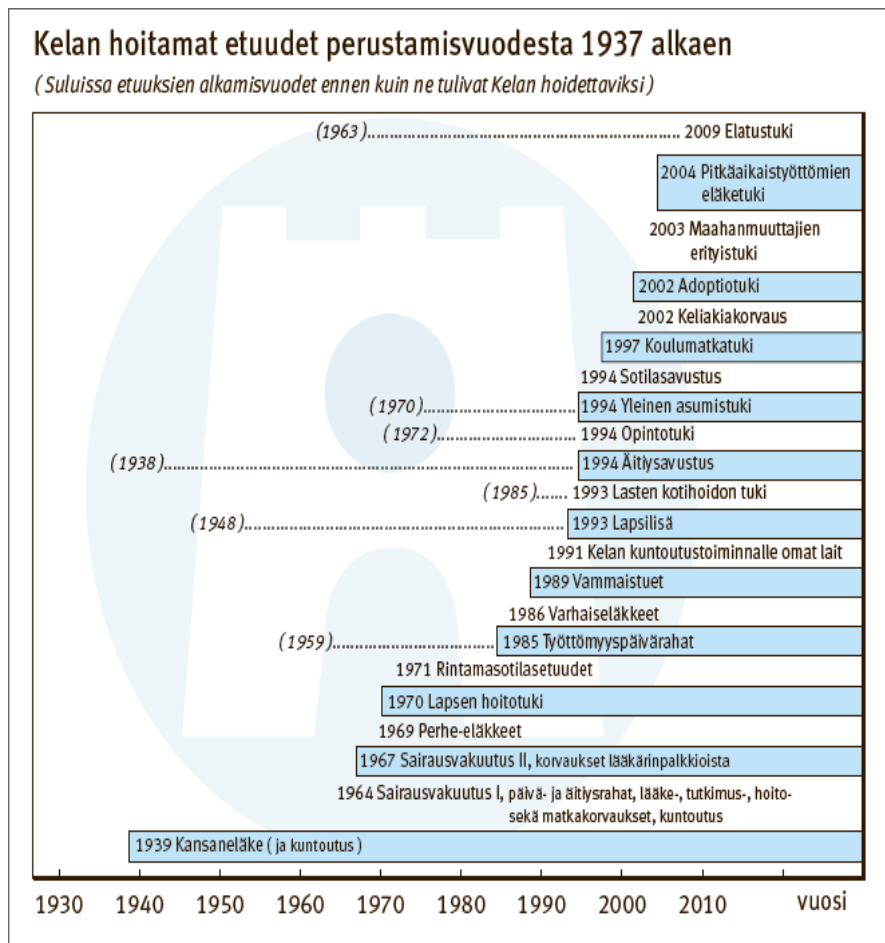 Kelan hoitamat etuudet perustamisvuodesta 1937 alkaen
( Suluissa etuuksien alkamisvuodet ennen kuin ne tulivat Kelan hoidettaviksi )
(1963)............................................... 2009 Elatustuki
2004 Pitkäaikaistyöttömien
eläketuki
2003 Maahanmuuttajien
erityistuki
2002 Adoptiotuki
2002 Keliakiakorvaus
1997 Koulumatkatuki
1994 Sotilasavustus
(1970)....................... 1994 Yleinen asumistuki
(1972)..................... 1994 Opintotuki
(1938)............................................................. 1994 Äitiysavustus
(1985)...... 1993 Lasten kotihoidon tuki
(1948)................................................ 1993 Lapsilisä
1991 Kelan kuntoutustoiminnalle omat lait
1989 Vammaistuet
1986 Varhaiseläkkeet
(1959)........................ 1985 Työttömyyspäivärahat
1971 Rintamasotilasetuudet
1970 Lapsen hoitotuki
1969 Perhe-eläkkeet
1967 Sairausvakuutus II, korvaukset lääkärinpalkkioista
1964 Sairausvakuutus I, päivä- ja äitiysrahat, lääke-, tutkimus-, hoito-
sekä matkakorvaukset, kuntoutus
1939 Kansaneläke ( ja kuntoutus )
1930 1940 1950 1960 1970 1980 1990 2000 2010 vuosi